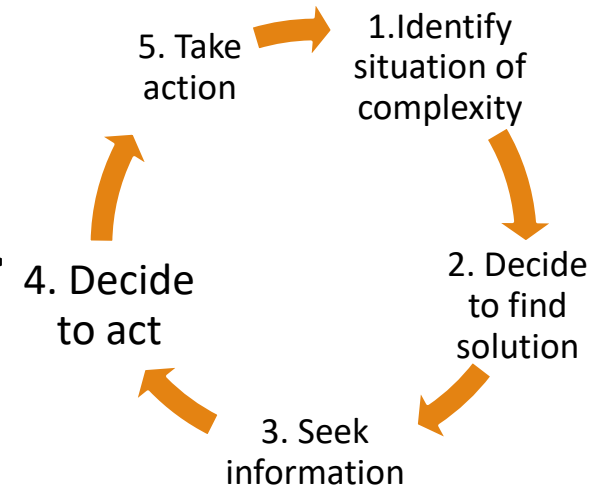 1.Identify
situation of
complexity
2. Decide
to find
solution
3. Seek
information
4. Decide
to act
5. Take
action